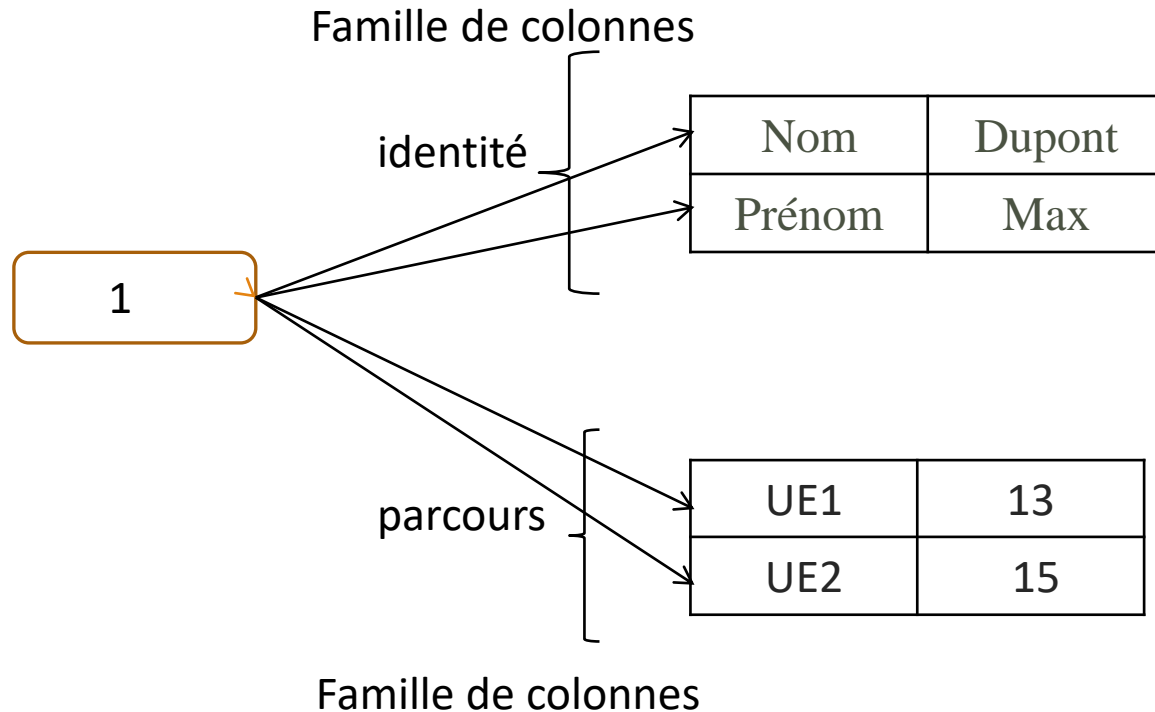 Famille de colonnes
identité
Nom Dupont
Prénom Max
1
parcours
UE1 13
UE2 15
Famille de colonnes